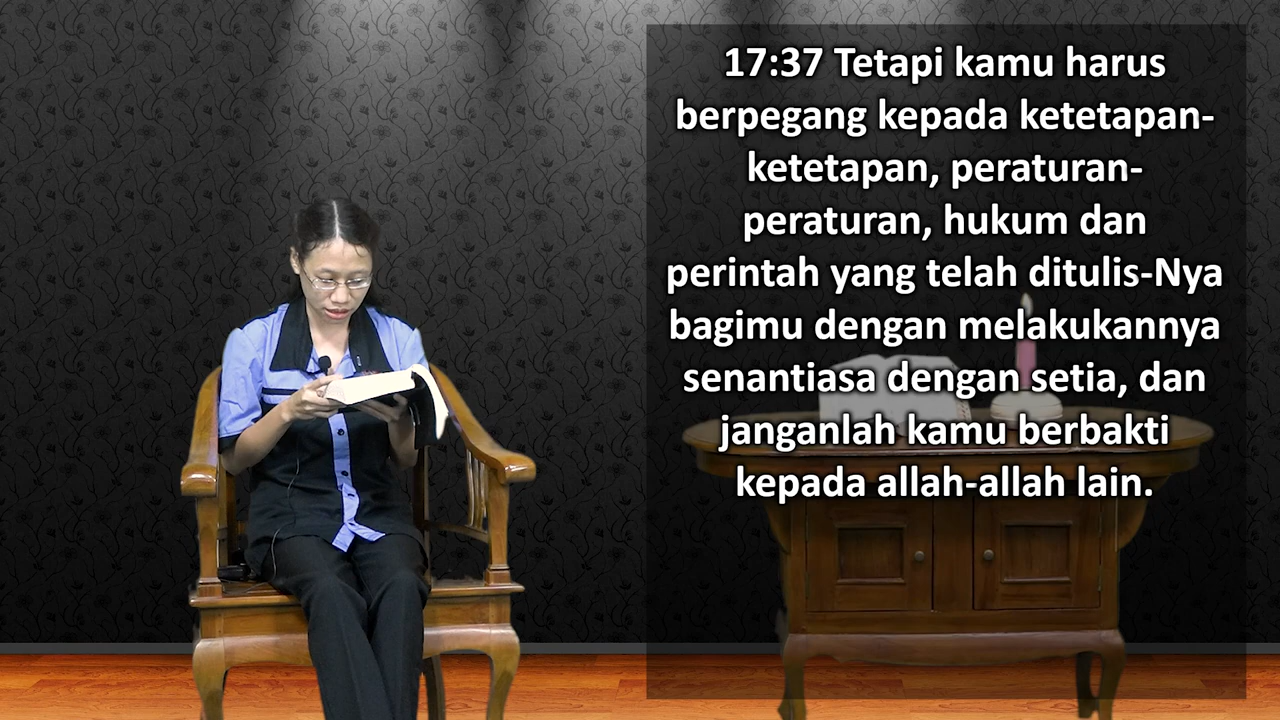 17:37 Tetapi kamu harus
berpegang kepada ketetapan-
ketetapan, peraturan-
peraturan, hukum dan
perintah yang telah ditulis-Nya
bagimu dengan melakukannya
senantiasa dengan setia, dan
janganlah kamu berbakti
kepada allah-allah lain.